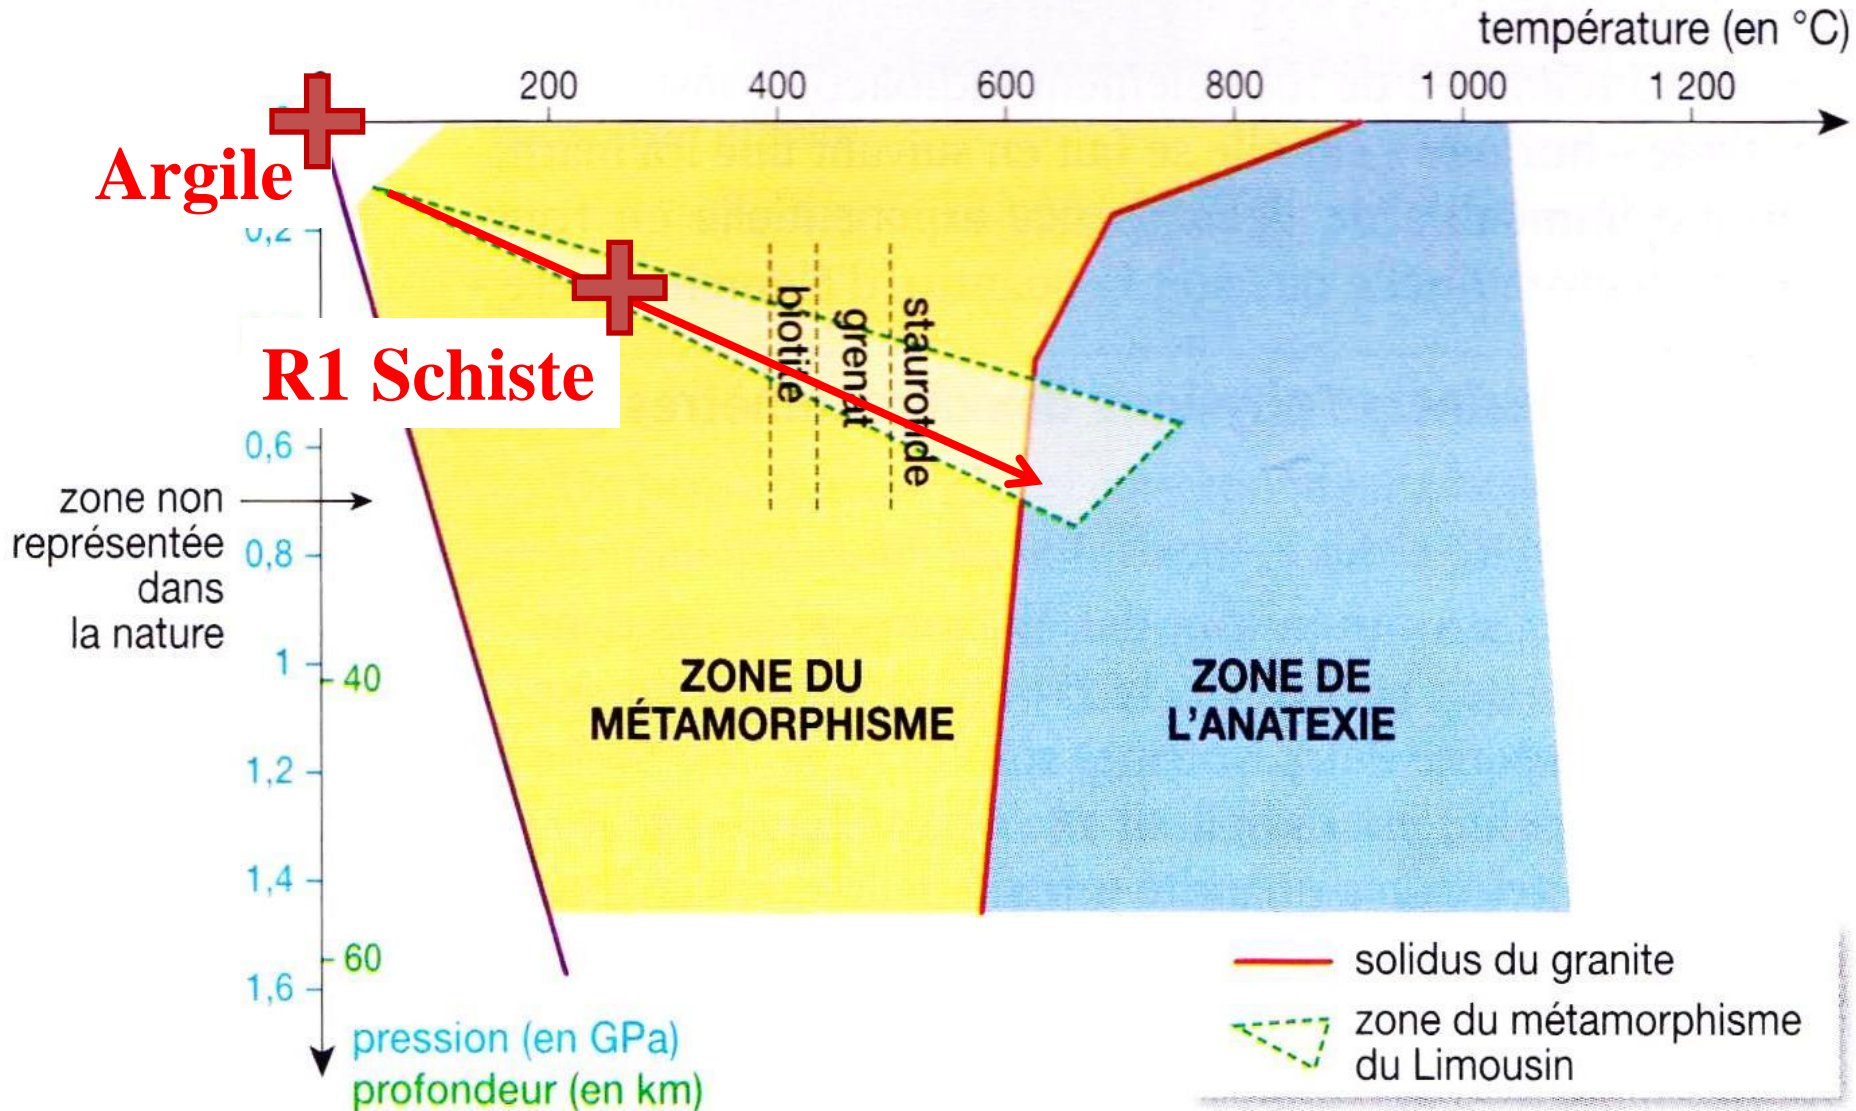 température (en °C)
200
400
600
800
1 000
1 200
Argile
0,2
R1 Schiste
biotite
grenat
staurotide
0,6
zone non
représentée
dans
la nature
0,8
1
40
ZONE DU
MÉTAMORPHISME
ZONE DE
L'ANATEXIE
1,2
1,4
60
1,6
pression (en GPa)
profondeur (en km)
solidus du granite
zone du métamorphisme
du Limousin